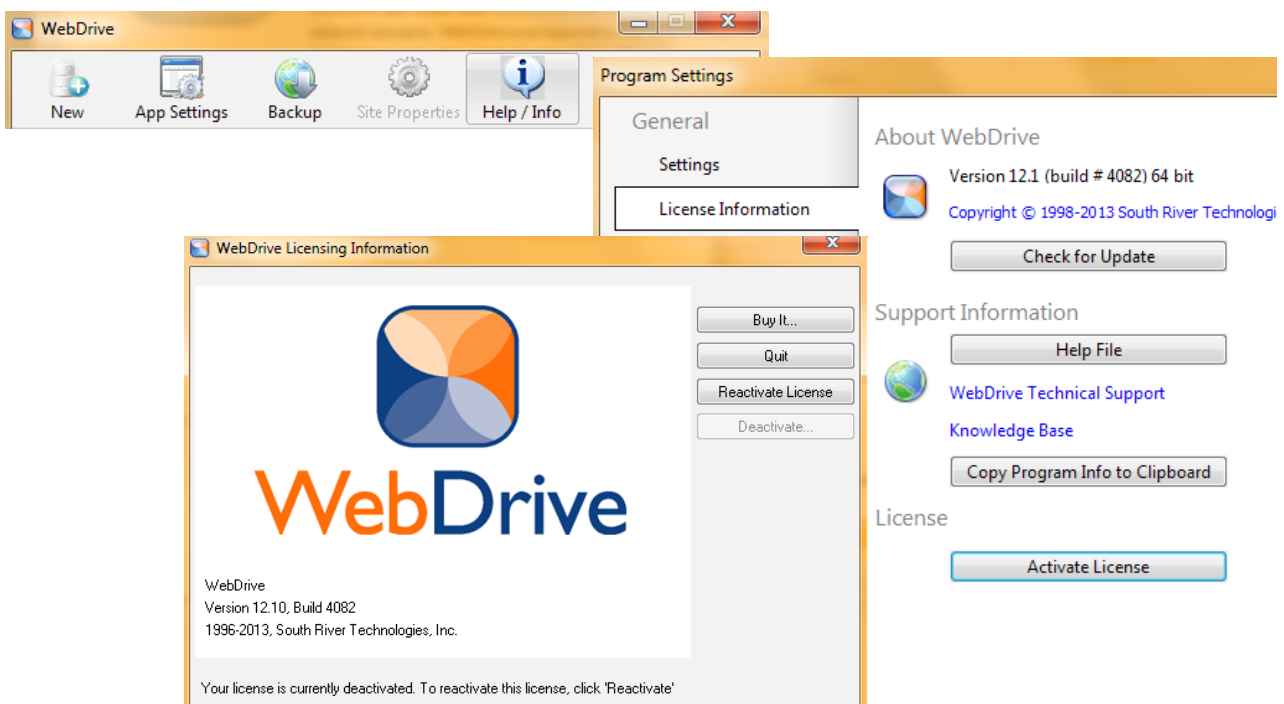 WebDrive
New App Settings Backup Site Properties Help / Info
Program Settings
General
Settings
License Information
About WebDrive
Version 12.1 (build # 4082) 64 bit
Copyright © 1998-2013 South River Technologi
Check for Update
Support Information
Help File
WebDrive Technical Support
Knowledge Base
Copy Program Info to Clipboard
License
Activate License
WebDrive Licensing Information
Buy It...
Quit
Reactivate License
Deactivate...
WebDrive
WebDrive
Version 12.10, Build 4082
1996-2013, South River Technologies, Inc.
Your license is currently deactivated. To reactivate this license, click 'Reactivate'